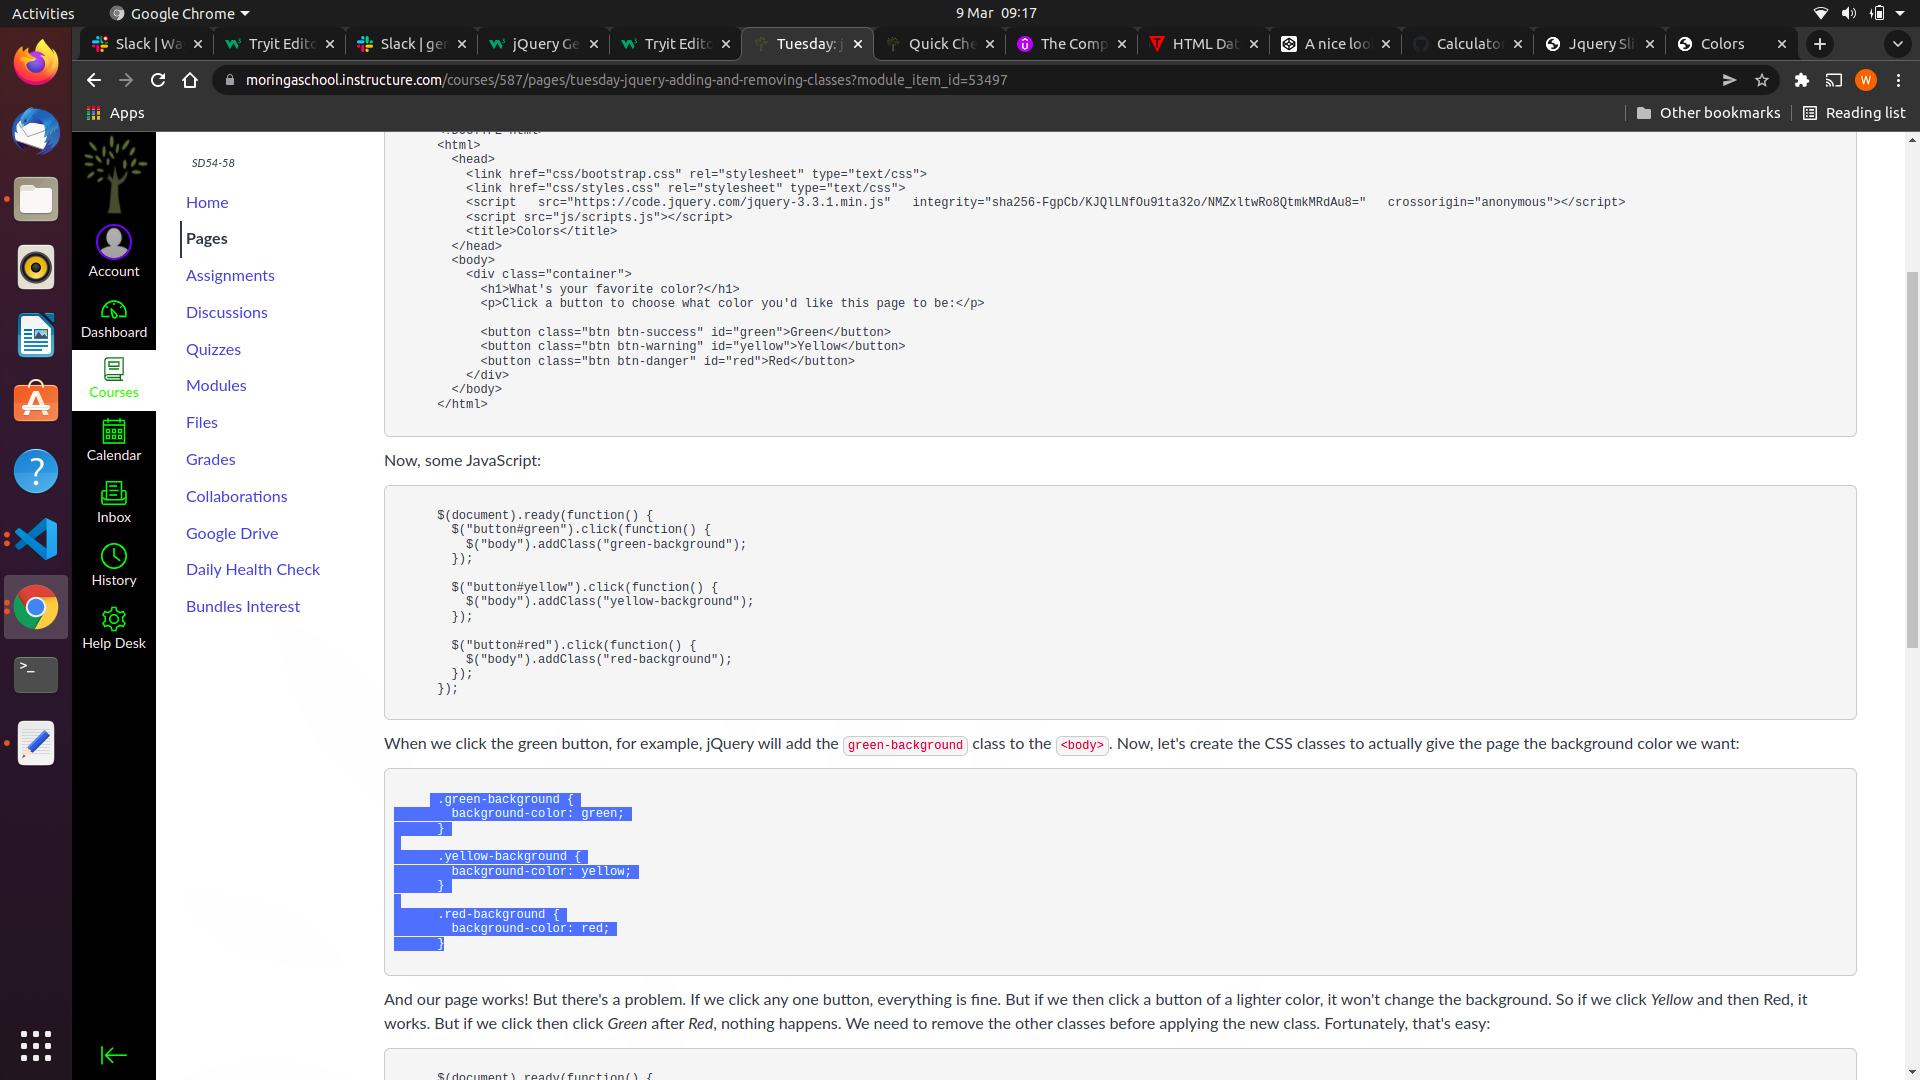 Activities
Google Chrome
9 Mar 09:17
Slack | Wa
Tryit Edito
Slack | ger
jQuery Ge
Tryit Edito
Tuesday: j
Quick Che
The Comp
HTML Dat
A nice loo
Calculator
Jquery Sli
Colors
moringaschool.instructure.com/courses/587/pages/tuesday-jquery-adding-and-removing-classes?module_item_id=53497
W
Apps
Other bookmarks
Reading list
Account
Dashboard
Courses
Calendar
Inbox
History
Help Desk
SD54-58
Home
Pages
Assignments
Discussions
Quizzes
Modules
Files
Grades
Collaborations
Google Drive
Daily Health Check
Bundles Interest
<!DOCTYPE html>
<html>
<head>
<link href="css/bootstrap.css" rel="stylesheet" type="text/css">
<link href="css/styles.css" rel="stylesheet" type="text/css">
<script src="https://code.jquery.com/jquery-3.3.1.min.js" integrity="sha256-FgpCb/KJQlLNfOu91ta32o/NMZxltwRo8QtmkMRdAu8=" crossorigin="anonymous"></script>
<script src="js/scripts.js"></script>
<title>Colors</title>
</head>
<body>
<div class="container">
<h1>What's your favorite color?</h1>
<p>Click a button to choose what color you'd like this page to be:</p>
<button class="btn btn-success" id="green">Green</button>
<button class="btn btn-warning" id="yellow">Yellow</button>
<button class="btn btn-danger" id="red">Red</button>
</div>
</body>
</html>
Now, some JavaScript:
$(document).ready(function() {
$("button#green").click(function() {
$("body").addClass("green-background");
});
$("button#yellow").click(function() {
$("body").addClass("yellow-background");
});
$("button#red").click(function() {
$("body").addClass("red-background");
});
});
When we click the green button, for example, jQuery will add the green-background class to the <body>. Now, let's create the CSS classes to actually give the page the background color we want:
.green-background {
background-color: green;
}
.yellow-background {
background-color: yellow;
}
.red-background {
background-color: red;
}
And our page works! But there's a problem. If we click any one button, everything is fine. But if we then click a button of a lighter color, it won't change the background. So if we click Yellow and then Red, it
works. But if we click then click Green after Red, nothing happens. We need to remove the other classes before applying the new class. Fortunately, that's easy:
$(document).ready(function() {